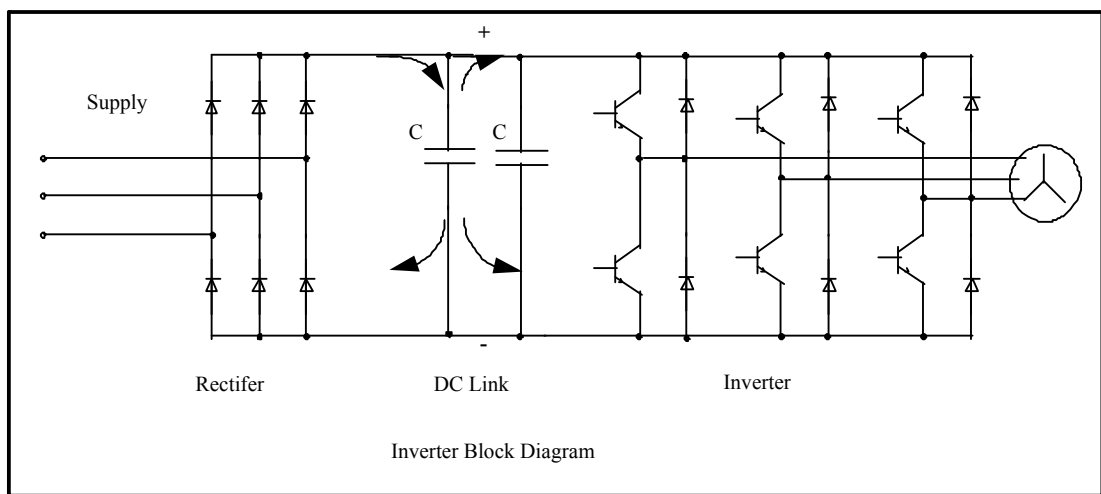 +
Supply
C C
-
Rectifer DC Link Inverter
Inverter Block Diagram